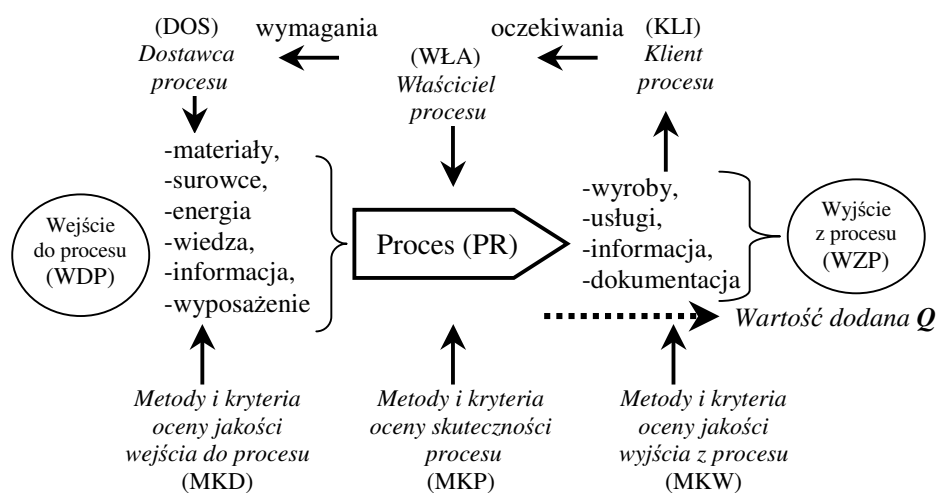 (DOS)
Dostawca
procesu
wymagania
(WŁA)
Właściciel
procesu
oczekiwania
(KLI)
Klient
procesu
Wejście
do procesu
(WDP)
-materiały,
-surowce,
-energia
-wiedza,
-informacja,
-wyposażenie
Proces (PR)
-wyroby,
-usługi,
-informacja,
-dokumentacja
Wyjście
z procesu
(WZP)
Wartość dodana Q
Metody i kryteria
oceny jakości
wejścia do procesu
(MKD)
Metody i kryteria
oceny skuteczności
procesu
(MKP)
Metody i kryteria
oceny jakości
wyjścia z procesu
(MKW)